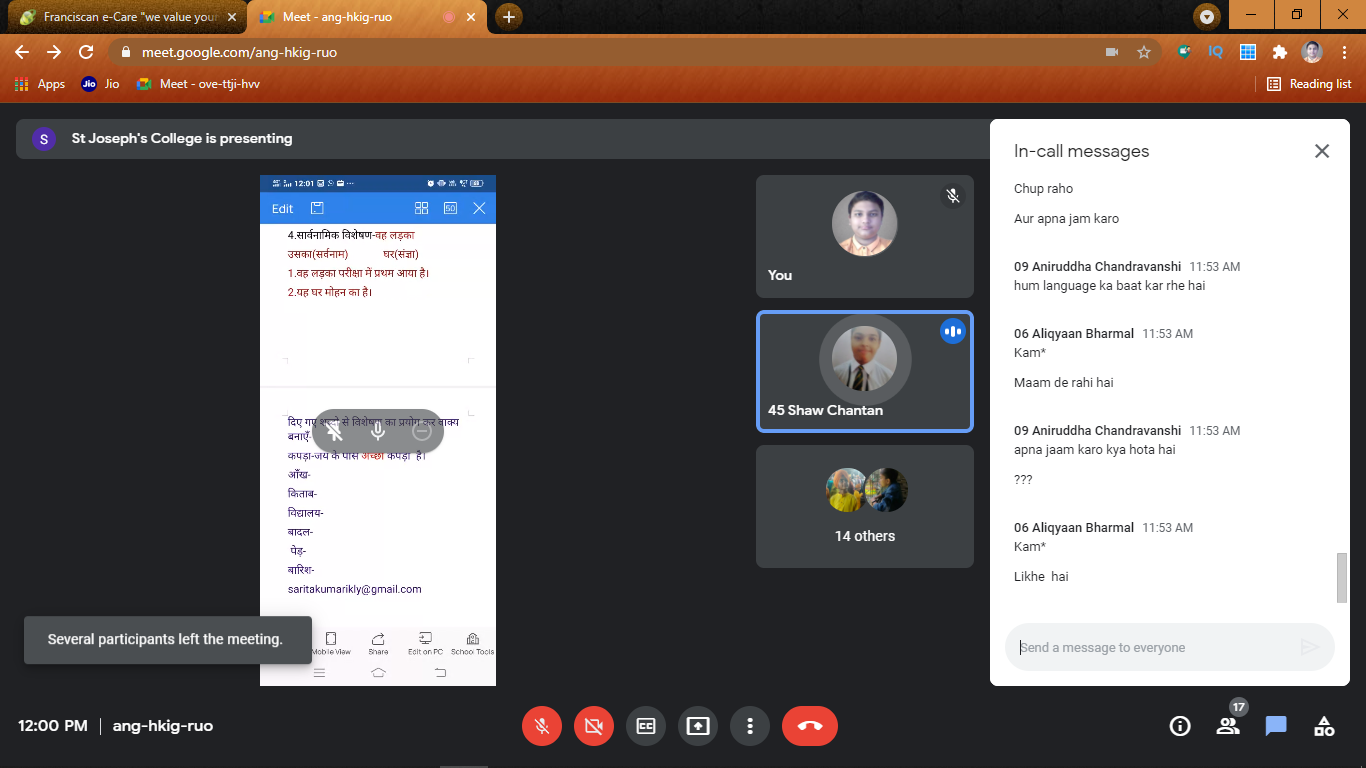 Franciscan e-Care "we value your
Meet - ang-hkig-ruo
meet.google.com/ang-hkig-ruo
IQ
Apps
Jio
Jio
Meet - ove-ttji-hvv
Reading list
S
St Joseph's College is presenting
12:01
Edit
50
4.सार्वनामिक विशेषण-वह लड़का
उसका(सर्वनाम) घर(संज्ञा)
1.वह लड़का परीक्षा में प्रथम आया है।
2.यह घर मोहन का है।
दिए गए शब्दों से विशेषण का प्रयोग कर वाक्य
बनाएँ-
कपड़ा-जय के पास अच्छा कपड़ा है।
आँख-
किताब-
विद्यालय-
बादल-
पेड़-
बारिश-
saritakumarikly@gmail.com
Mobile View
Share
Edit on PC
School Tools
Several participants left the meeting.
You
45 Shaw Chantan
14 others
In-call messages
Chup raho
Aur apna jam karo
09 Aniruddha Chandravanshi 11:53 AM
hum language ka baat kar rhe hai
06 Aliqyaan Bharmal 11:53 AM
Kam*
Maam de rahi hai
09 Aniruddha Chandravanshi 11:53 AM
apna jaam karo kya hota hai
???
06 Aliqyaan Bharmal 11:53 AM
Kam*
Likhe hai
Send a message to everyone
12:00 PM | ang-hkig-ruo
17